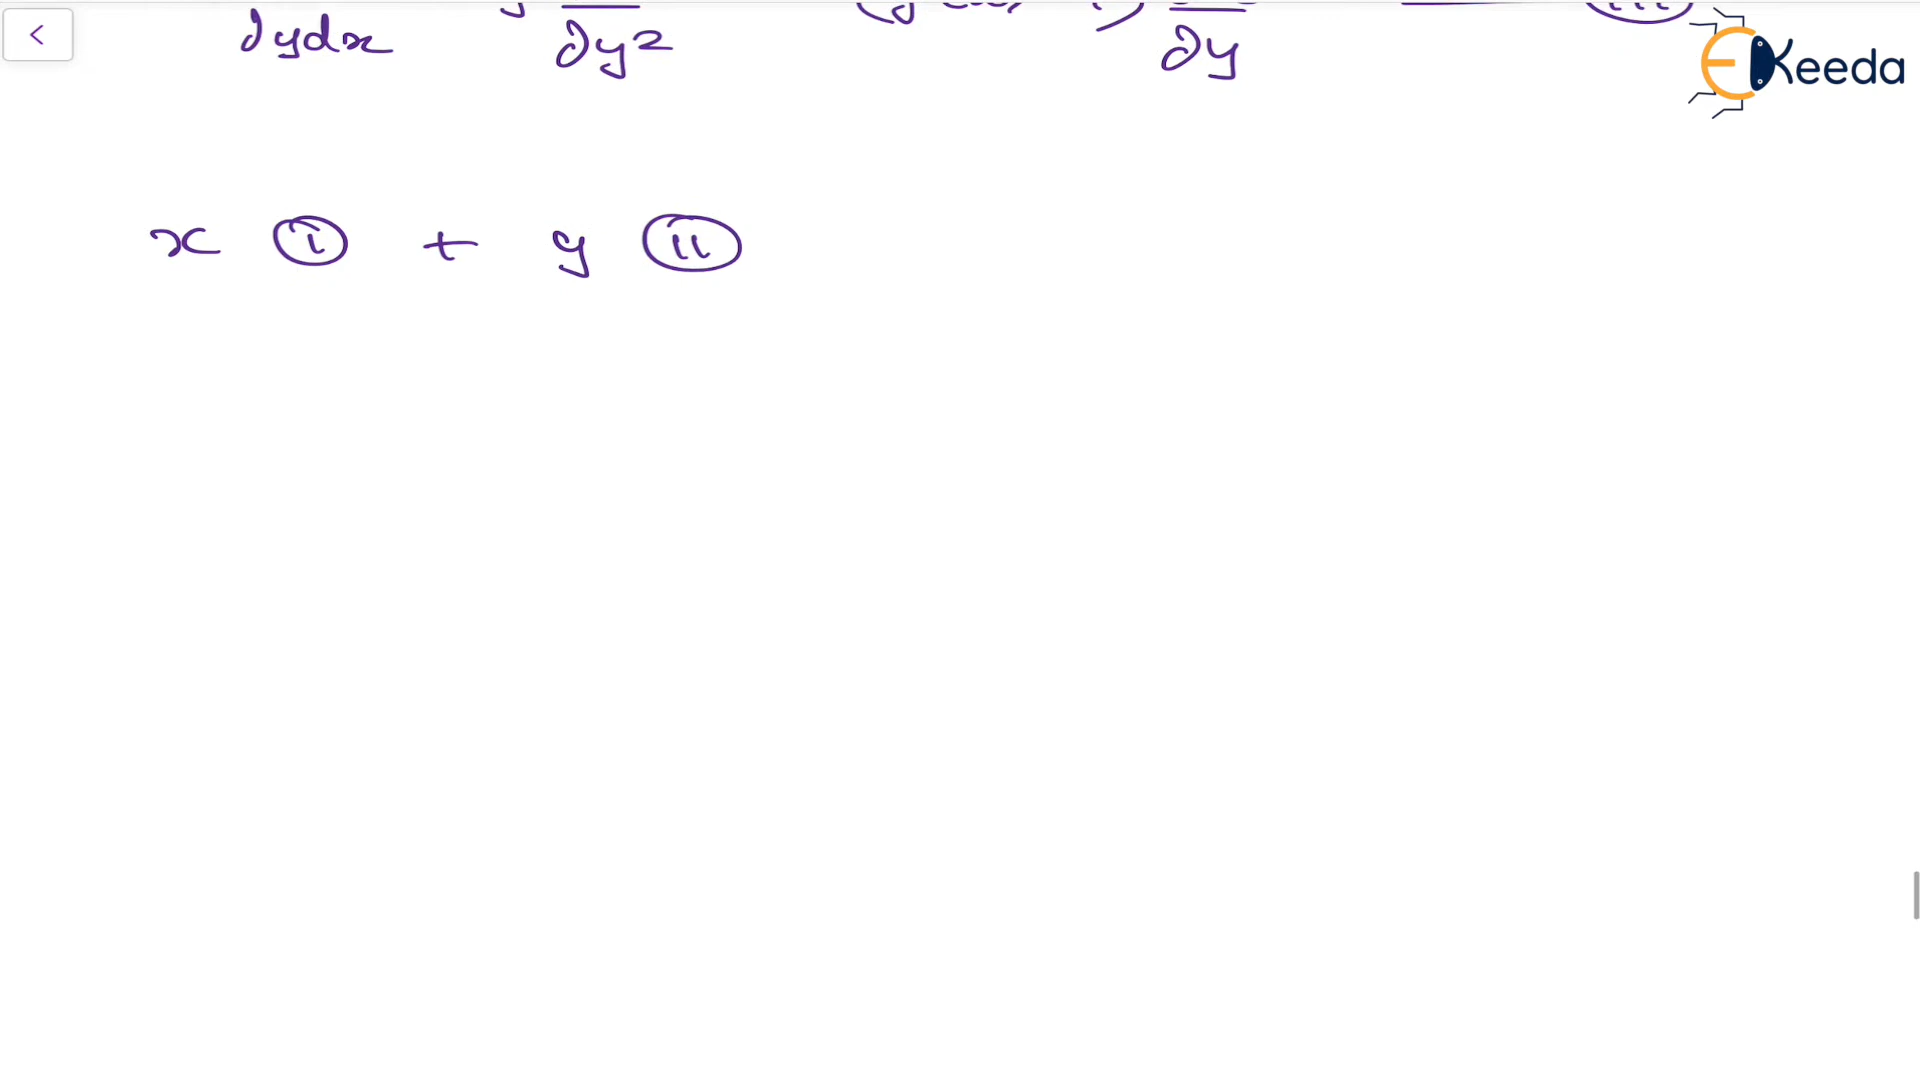 ∂y∂x ∂y2 ∂y
EKeeda
x (i) + y (ii)